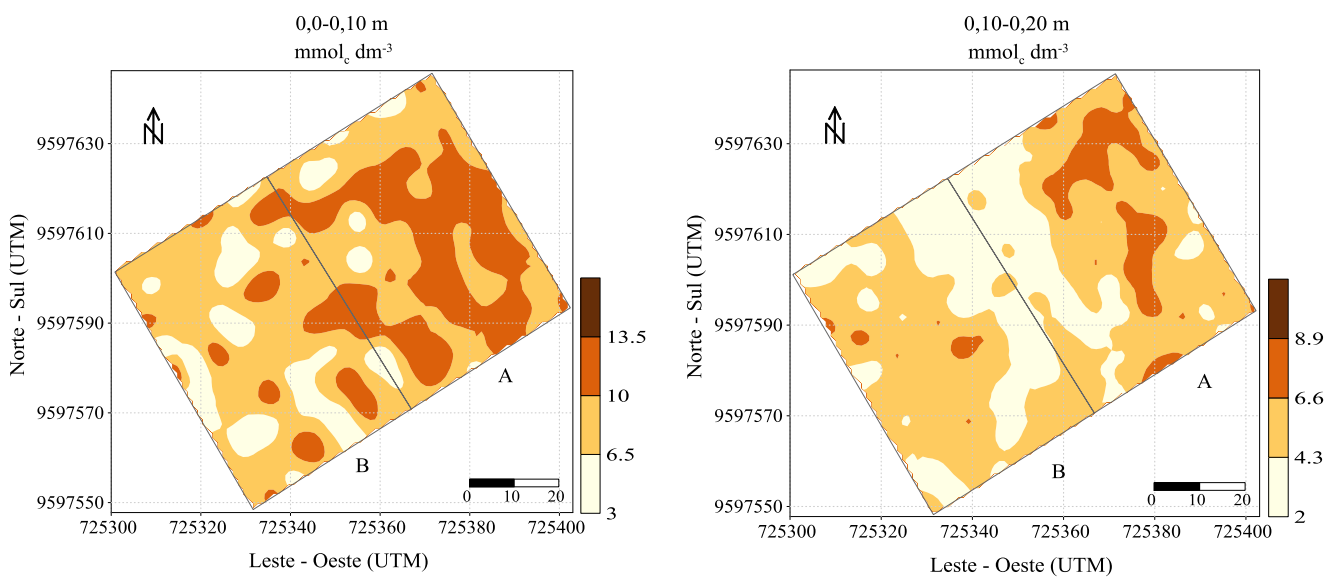 0,0-0,10 m
mmolc dm-3
N
9597630
9597610
9597590
9597570
9597550
Norte - Sul (UTM)
725300 725320 725340 725360 725380 725400
Leste - Oeste (UTM)
A
B
0 10 20
13.5
10
6.5
3
0,10-0,20 m
mmolc dm-3
N
9597630
9597610
9597590
9597570
9597550
Norte - Sul (UTM)
725300 725320 725340 725360 725380 725400
Leste - Oeste (UTM)
A
B
0 10 20
8.9
6.6
4.3
2